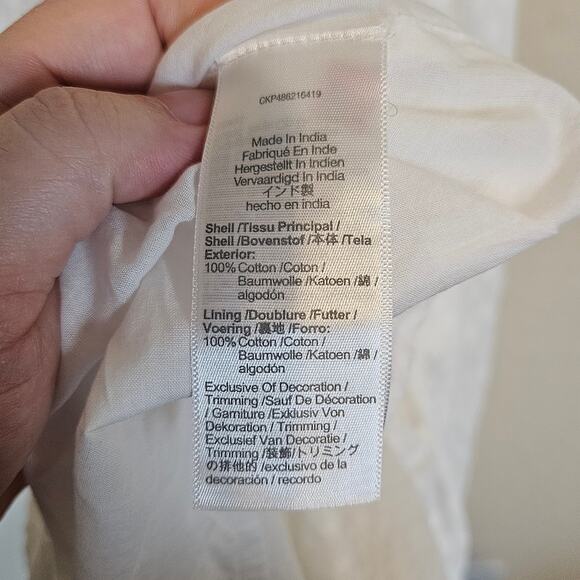 CKP486216419
Made In India
Fabriqué En Inde
Hergestellt In Indien
Vervaardigd In India
インド製
hecho en india
Shell /Tissu Principal /
Shell /Bovenstof /本体 /Tela
Exterior:
100% Cotton /Coton /
Baumwolle /Katoen /綿 /
algodón
Lining /Doublure /Futter /
Voering /裏地 /Forro:
100% Cotton /Coton /
Baumwolle /Katoen /綿 /
algodón
Exclusive Of Decoration /
Trimming /Sauf De Décoration
/ Garniture /Exklusiv Von
Dekoration / Trimming /
Exclusief Van Decoratie /
Trimming /装飾/トリミング
の排他的 /exclusivo de la
decoración / recordo